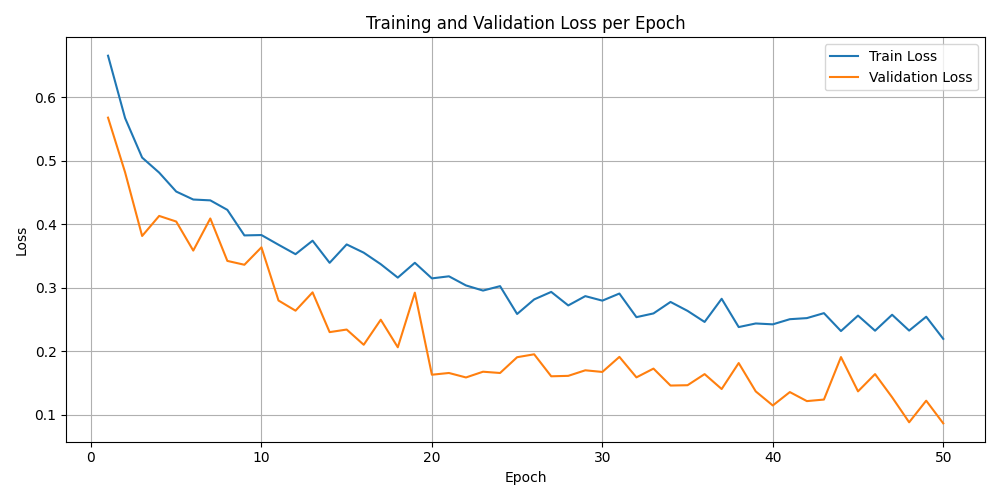 Training and Validation Loss per Epoch
Train Loss
Validation Loss
Loss
0.6
0.5
0.4
0.3
0.2
0.1
0 10 20 30 40 50
Epoch